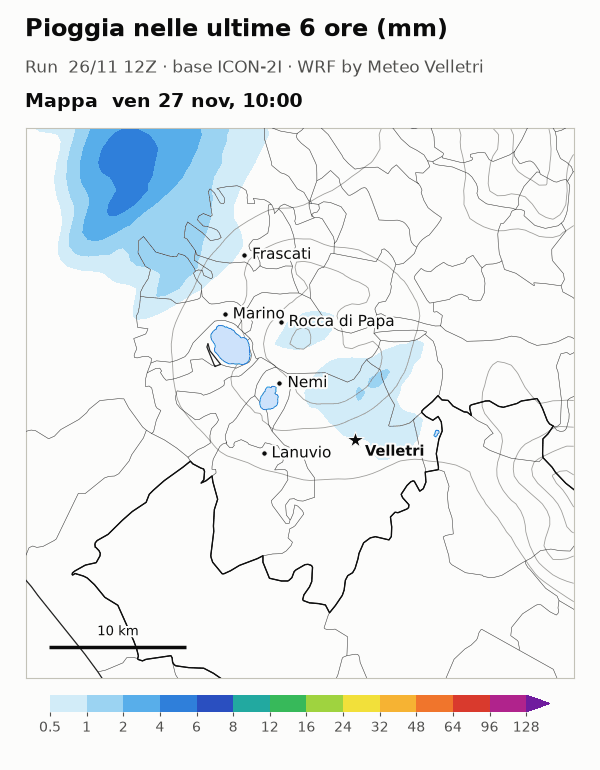 Pioggia nelle ultime 6 ore (mm)
Run  26/11 12Z · base ICON-2I · WRF by Meteo Velletri
Mappa  ven 27 nov, 10:00
Frascati
Marino
Rocca di Papa
Nemi
Velletri
Lanuvio
10 km
0.5 1 2 4 6 8 12 16 24 32 48 64 96 128